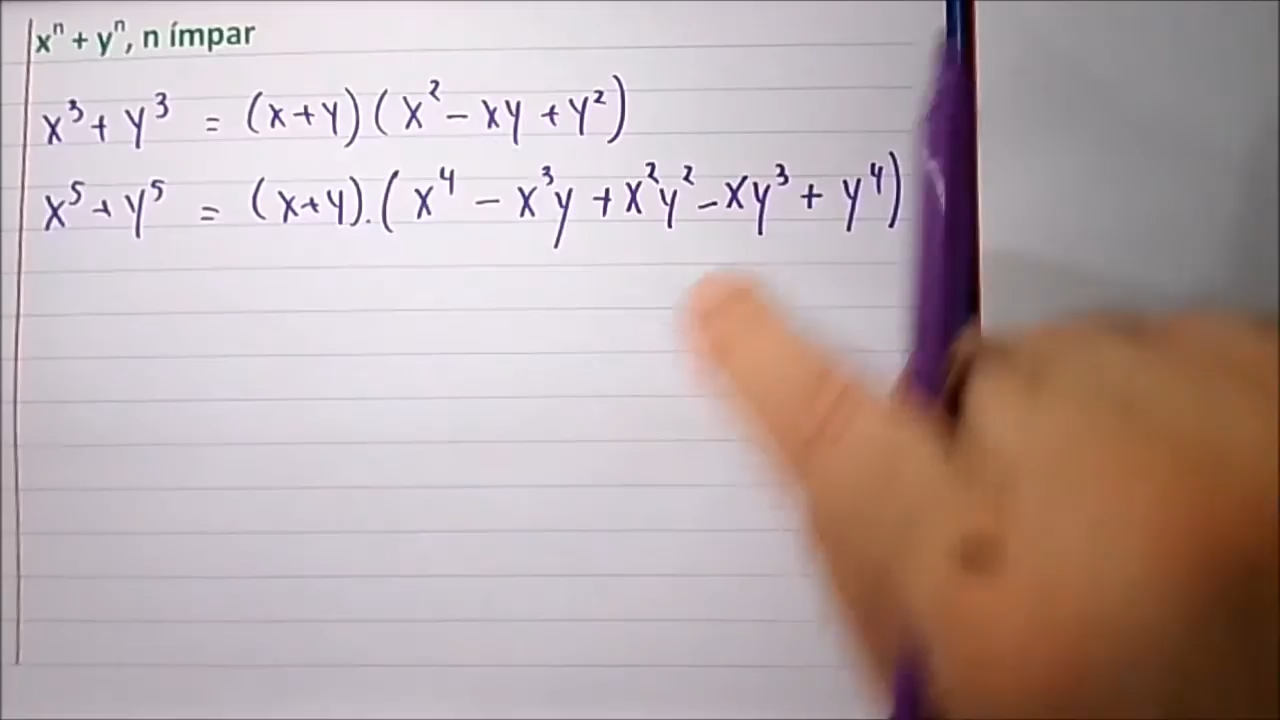 xⁿ + yⁿ, n ímpar
x³ + y³ = (x+y)(x² - xy + y²)
x⁵ + y⁵ = (x+y).(x⁴ - x³y + x²y² - xy³ + y⁴)